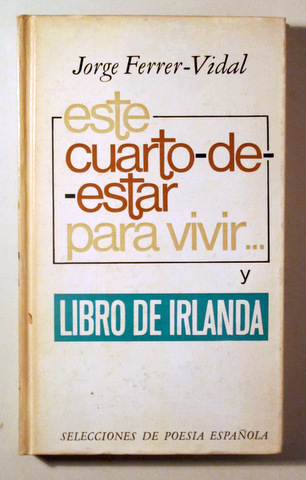 Jorge Ferrer-Vidal
este
cuarto-de-
-estar
para vivir...
y
LIBRO DE IRLANDA
SELECCIONES DE POESIA ESPAÑOLA